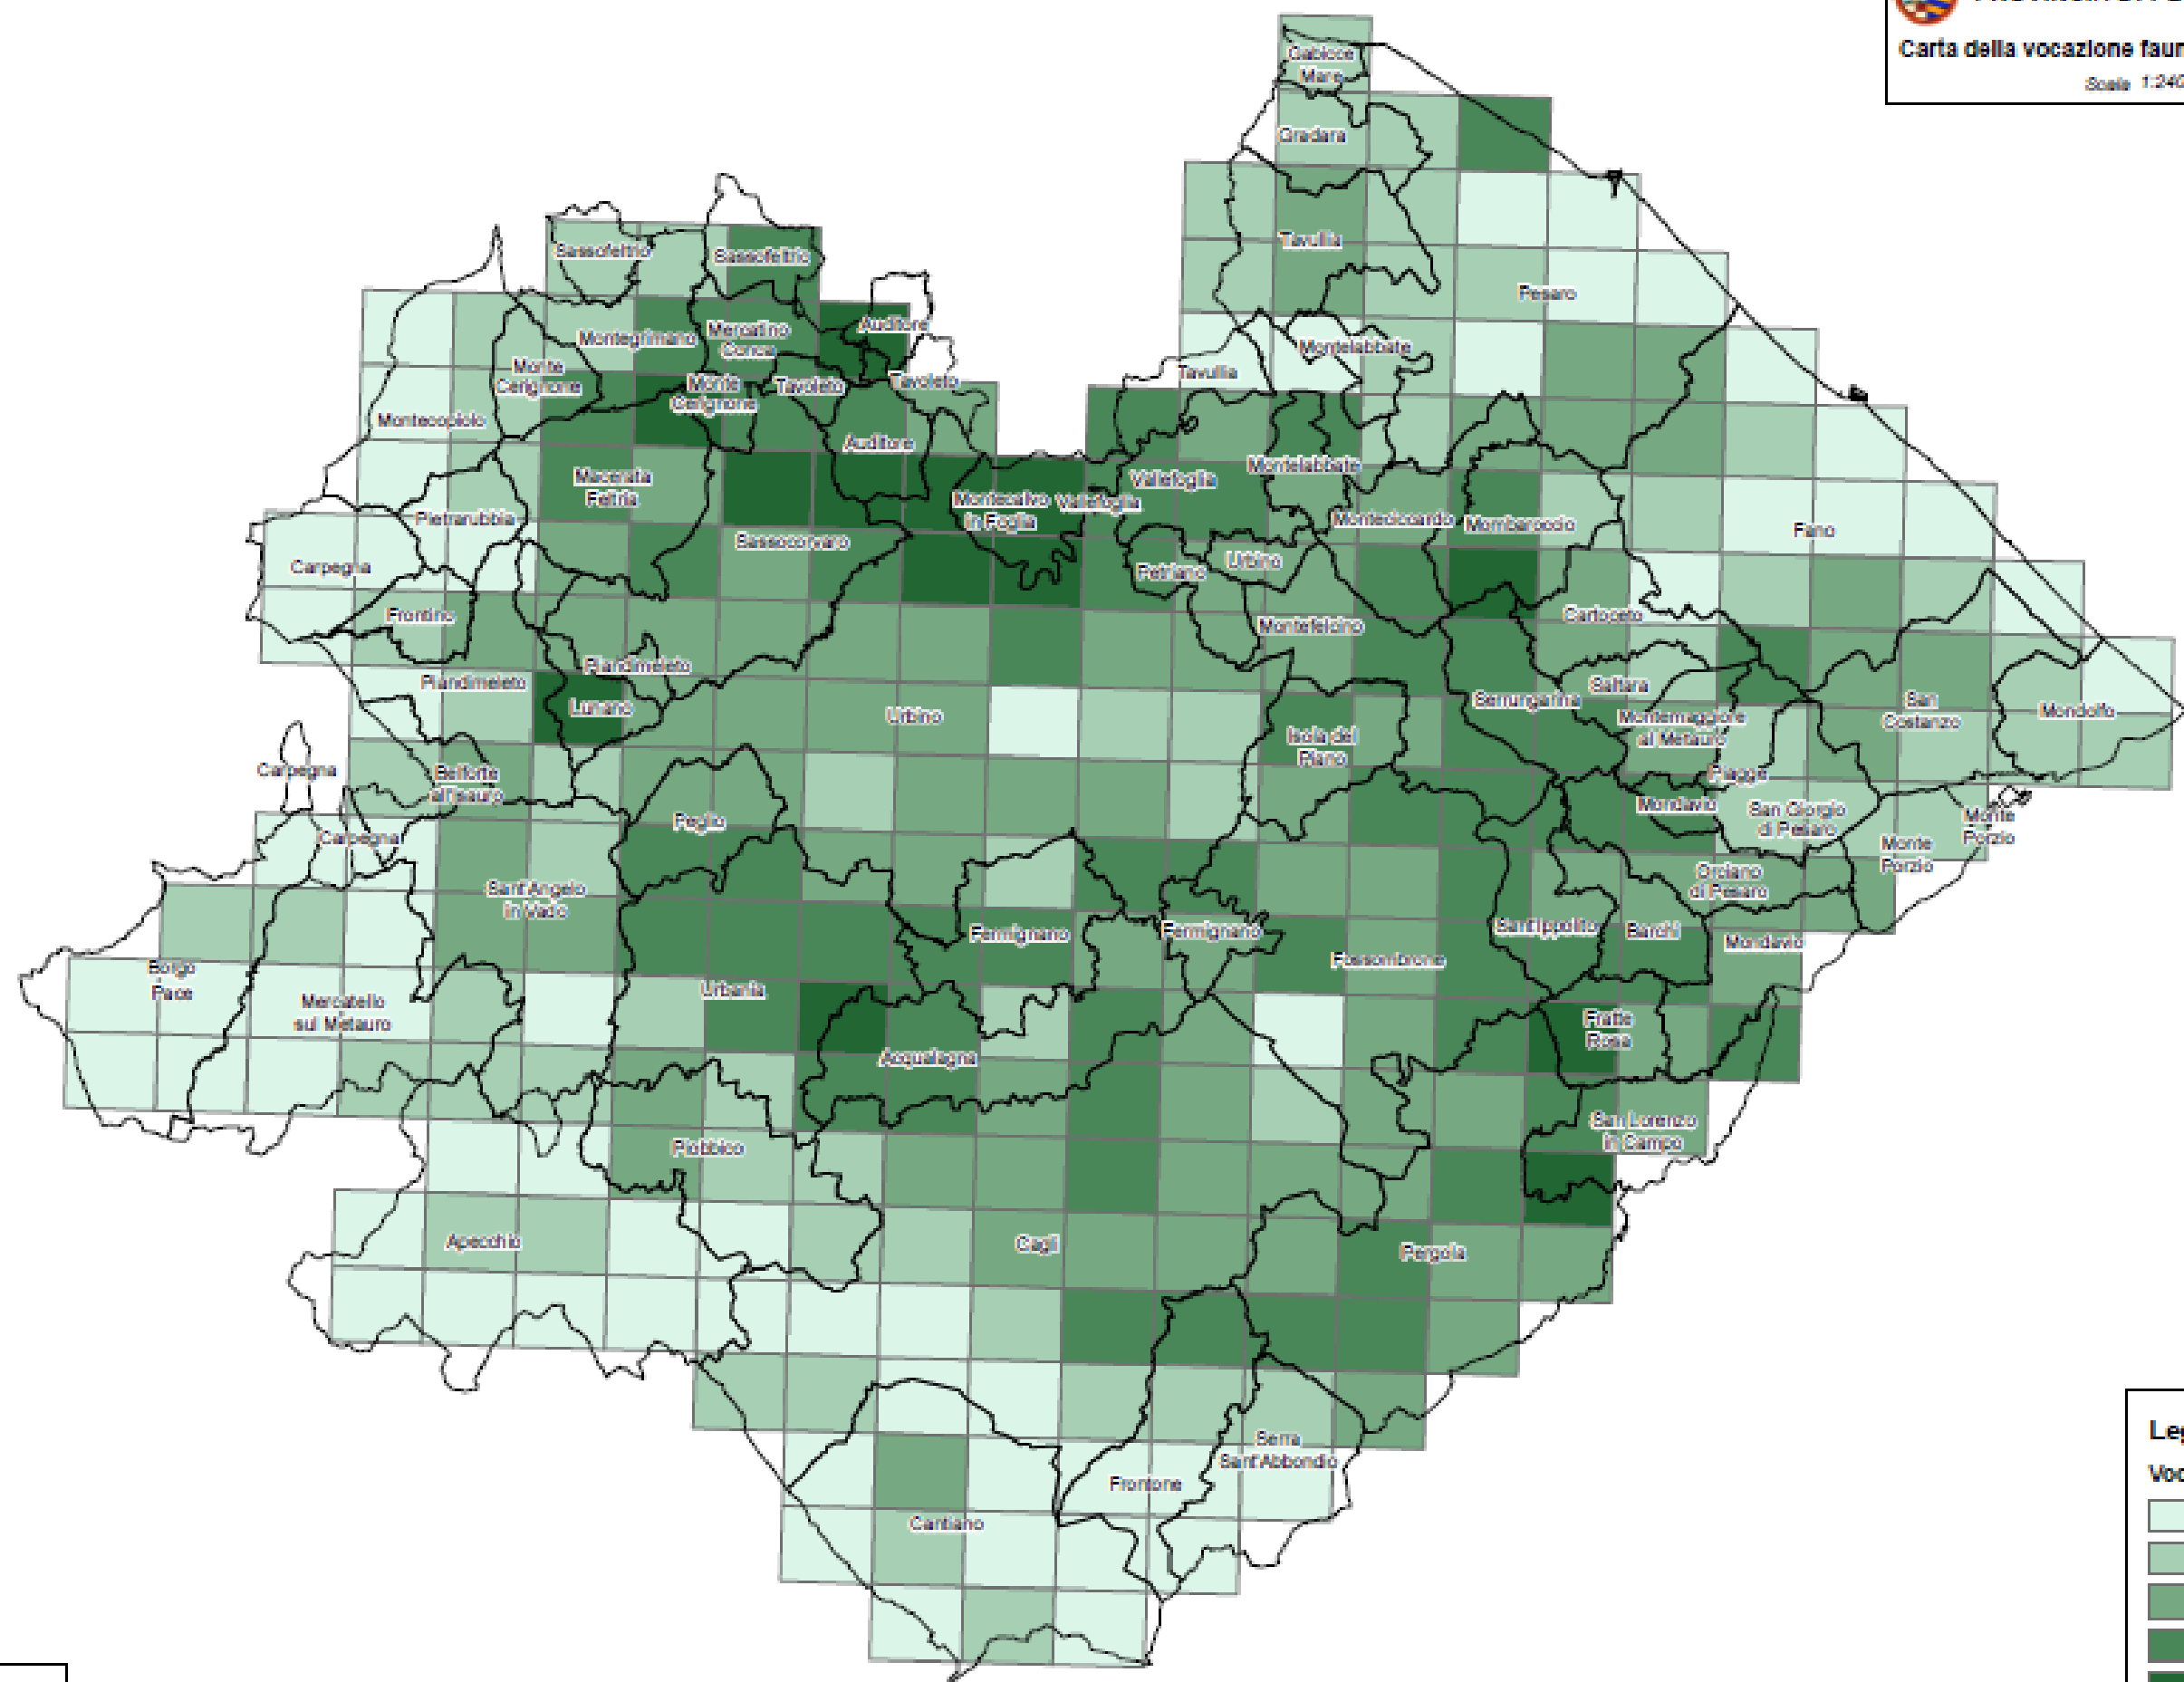 Carta della vocazione faun
Scala 1:240
Gabicce
Mare
Gradara
Tavullia
Pesaro
Sassofeltrio
Sassofeltrio
Auditore
Montegrimano
Mercatino
Conca
Monte
Cerignone
Monte
Cerignone
Tavoleto
Tavoleto
Tavullia
Montelabbate
Montecopiolo
Auditore
Macerata
Feltria
Montelabbate
Vallefoglia
Montecalvo
in Foglia
Vallefoglia
Pietrarubbia
Monteciccardo
Mombaroccio
Fano
Sassocorvaro
Carpegna
Petriano
Urbino
Frontino
Montefelcino
Cartoceto
Piandimeleto
Piandimeleto
Lunano
Urbino
Saltara
Serrungarina
Isola del
Piano
Montemaggiore
al Metauro
San
Costanzo
Mondolfo
Carpegna
Belforte
all'Isauro
Piagge
Mondavio
San Giorgio
di Pesaro
Monte
Porzio
Peglio
Carpegna
Monte
Porzio
Sant'Angelo
in Vado
Orciano
di Pesaro
Fermignano
Fermignano
Sant'Ippolito
Barchi
Mondavio
Fossombrone
Borgo
Pace
Mercatello
sul Metauro
Urbania
Fratte
Rosa
Acqualagna
San Lorenzo
in Campo
Piobbico
Apecchio
Cagli
Pergola
Serra
Sant'Abbondio
Frontone
Cantiano
Leg
Voc